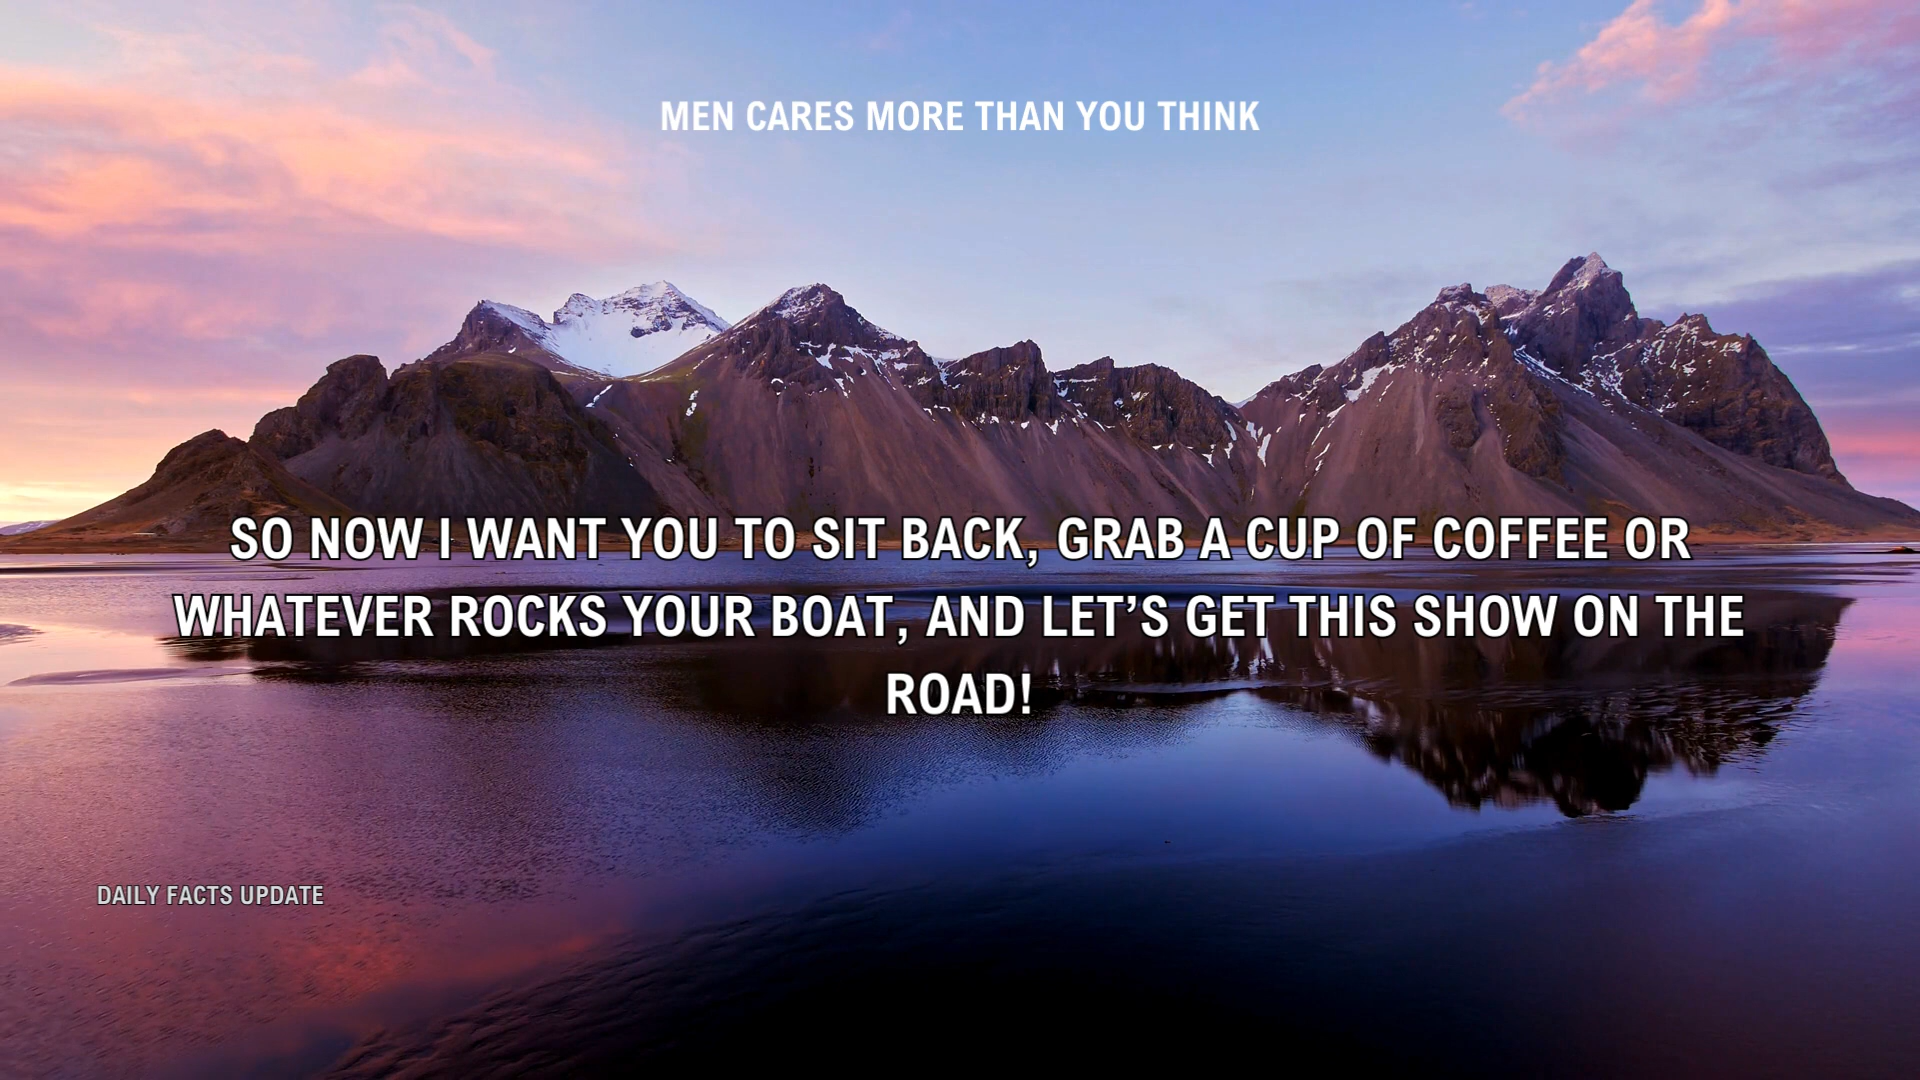 MEN CARES MORE THAN YOU THINK
SO NOW I WANT YOU TO SIT BACK, GRAB A CUP OF COFFEE OR
WHATEVER ROCKS YOUR BOAT, AND LET’S GET THIS SHOW ON THE
ROAD!
DAILY FACTS UPDATE